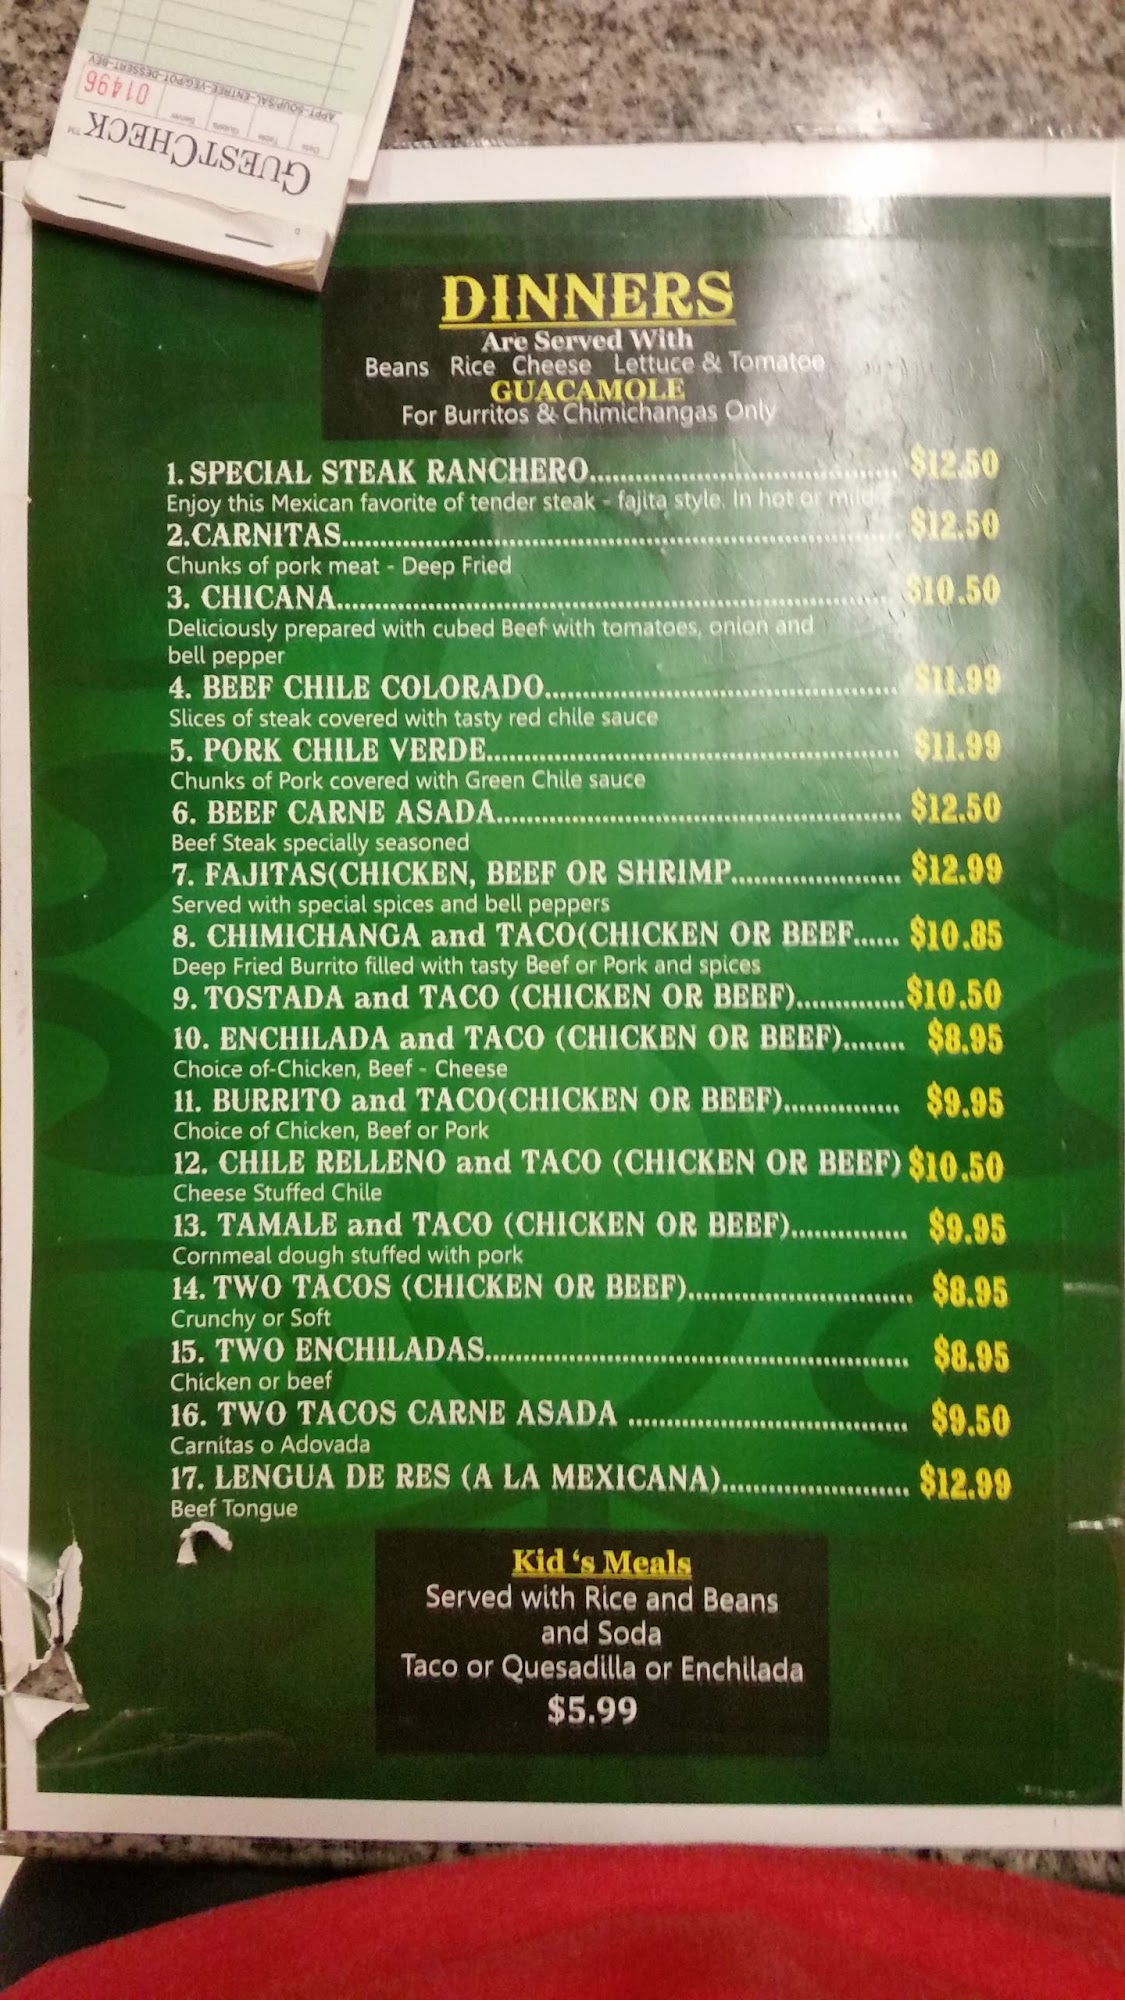 GUESTCHECK™
Date Table Guests Server
01496
APPT-SOUP/SAL-ENTREE-VEG/POT-DESSERT-BEV
DINNERS
Are Served With
Beans Rice Cheese Lettuce & Tomatoe
GUACAMOLE
For Burritos & Chimichangas Only
1. SPECIAL STEAK RANCHERO.................................... $12.50
Enjoy this Mexican favorite of tender steak - fajita style. In hot or mild
2.CARNITAS.................................... $12.50
Chunks of pork meat - Deep Fried
3. CHICANA.................................... $10.50
Deliciously prepared with cubed Beef with tomatoes, onion and
bell pepper
4. BEEF CHILE COLORADO.................................... $11.99
Slices of steak covered with tasty red chile sauce
5. PORK CHILE VERDE.................................... $11.99
Chunks of Pork covered with Green Chile sauce
6. BEEF CARNE ASADA.................................... $12.50
Beef Steak specially seasoned
7. FAJITAS(CHICKEN, BEEF OR SHRIMP..................... $12.99
Served with special spices and bell peppers
8. CHIMICHANGA and TACO(CHICKEN OR BEEF...... $10.85
Deep Fried Burrito filled with tasty Beef or Pork and spices
9. TOSTADA and TACO (CHICKEN OR BEEF)..............$10.50
10. ENCHILADA and TACO (CHICKEN OR BEEF)........ $8.95
Choice of-Chicken, Beef - Cheese
11. BURRITO and TACO(CHICKEN OR BEEF)................ $9.95
Choice of Chicken, Beef or Pork
12. CHILE RELLENO and TACO (CHICKEN OR BEEF) $10.50
Cheese Stuffed Chile
13. TAMALE and TACO (CHICKEN OR BEEF)............... $9.95
Cornmeal dough stuffed with pork
14. TWO TACOS (CHICKEN OR BEEF)............................ $8.95
Crunchy or Soft
15. TWO ENCHILADAS.................................... $8.95
Chicken or beef
16. TWO TACOS CARNE ASADA .................................... $9.50
Carnitas o Adovada
17. LENGUA DE RES (A LA MEXICANA)........................ $12.99
Beef Tongue
Kid 's Meals
Served with Rice and Beans
and Soda
Taco or Quesadilla or Enchilada
$5.99